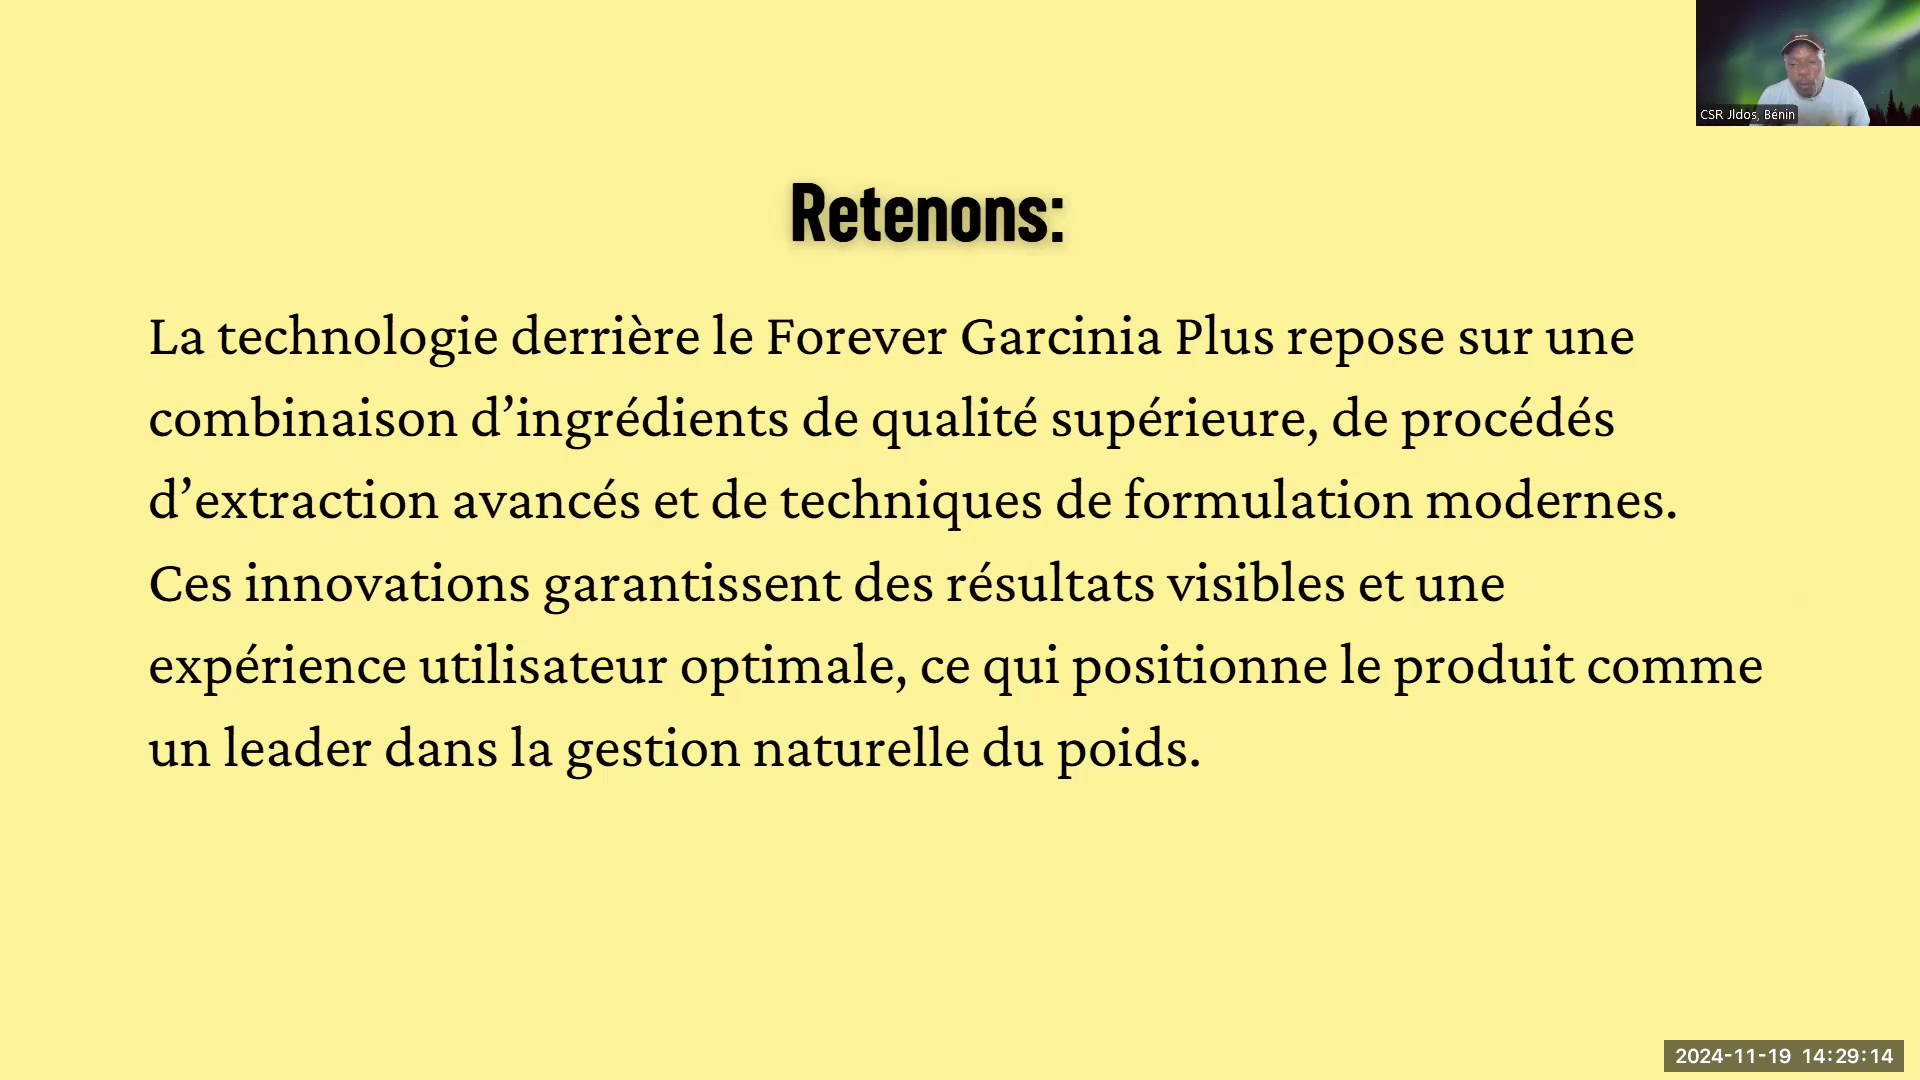 CSR Jldos, Bénin
Retenons:
La technologie derrière le Forever Garcinia Plus repose sur une
combinaison d’ingrédients de qualité supérieure, de procédés
d’extraction avancés et de techniques de formulation modernes.
Ces innovations garantissent des résultats visibles et une
expérience utilisateur optimale, ce qui positionne le produit comme
un leader dans la gestion naturelle du poids.
2024-11-19 14:29:14